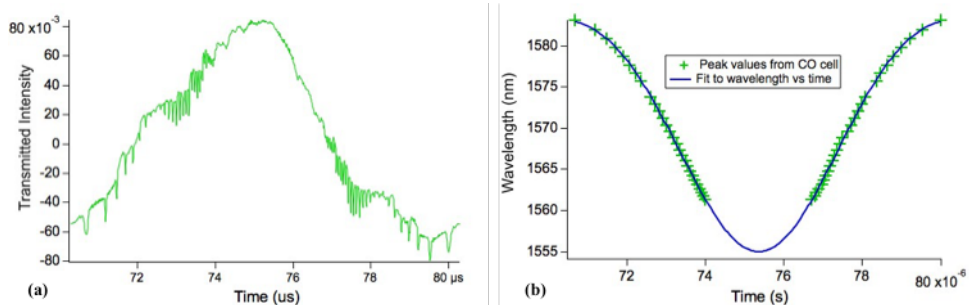 80 x10⁻³
60
40
20
0
-20
-40
-60
-80
Transmitted Intensity
72
74
76
78
80 µs
Time (us)
(a)
(b)
1580
1575
1570
1565
1560
1555
Wavelength (nm)
Peak values from CO cell
Fit to wavelength vs time
72
74
76
78
80 x 10⁻⁶
Time (s)